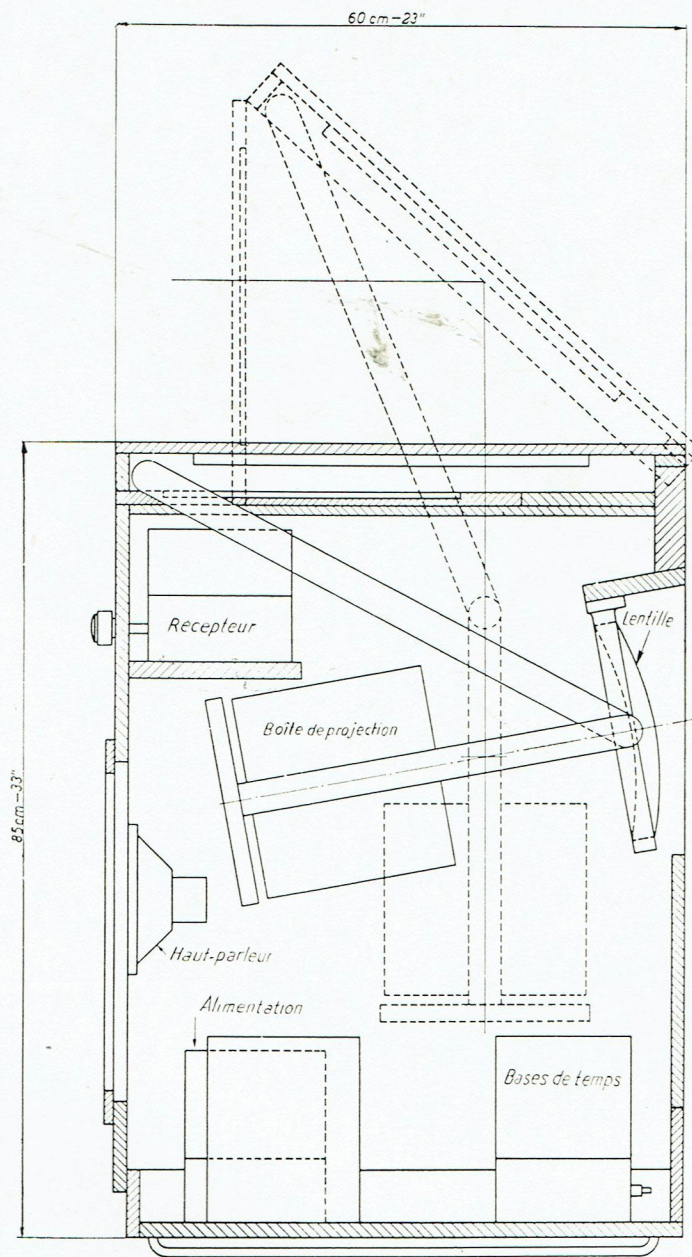 60 cm – 23"
Récepteur
Lentille
Boîte de projection
85 cm – 33"
Haut-parleur
Alimentation
Bases de temps